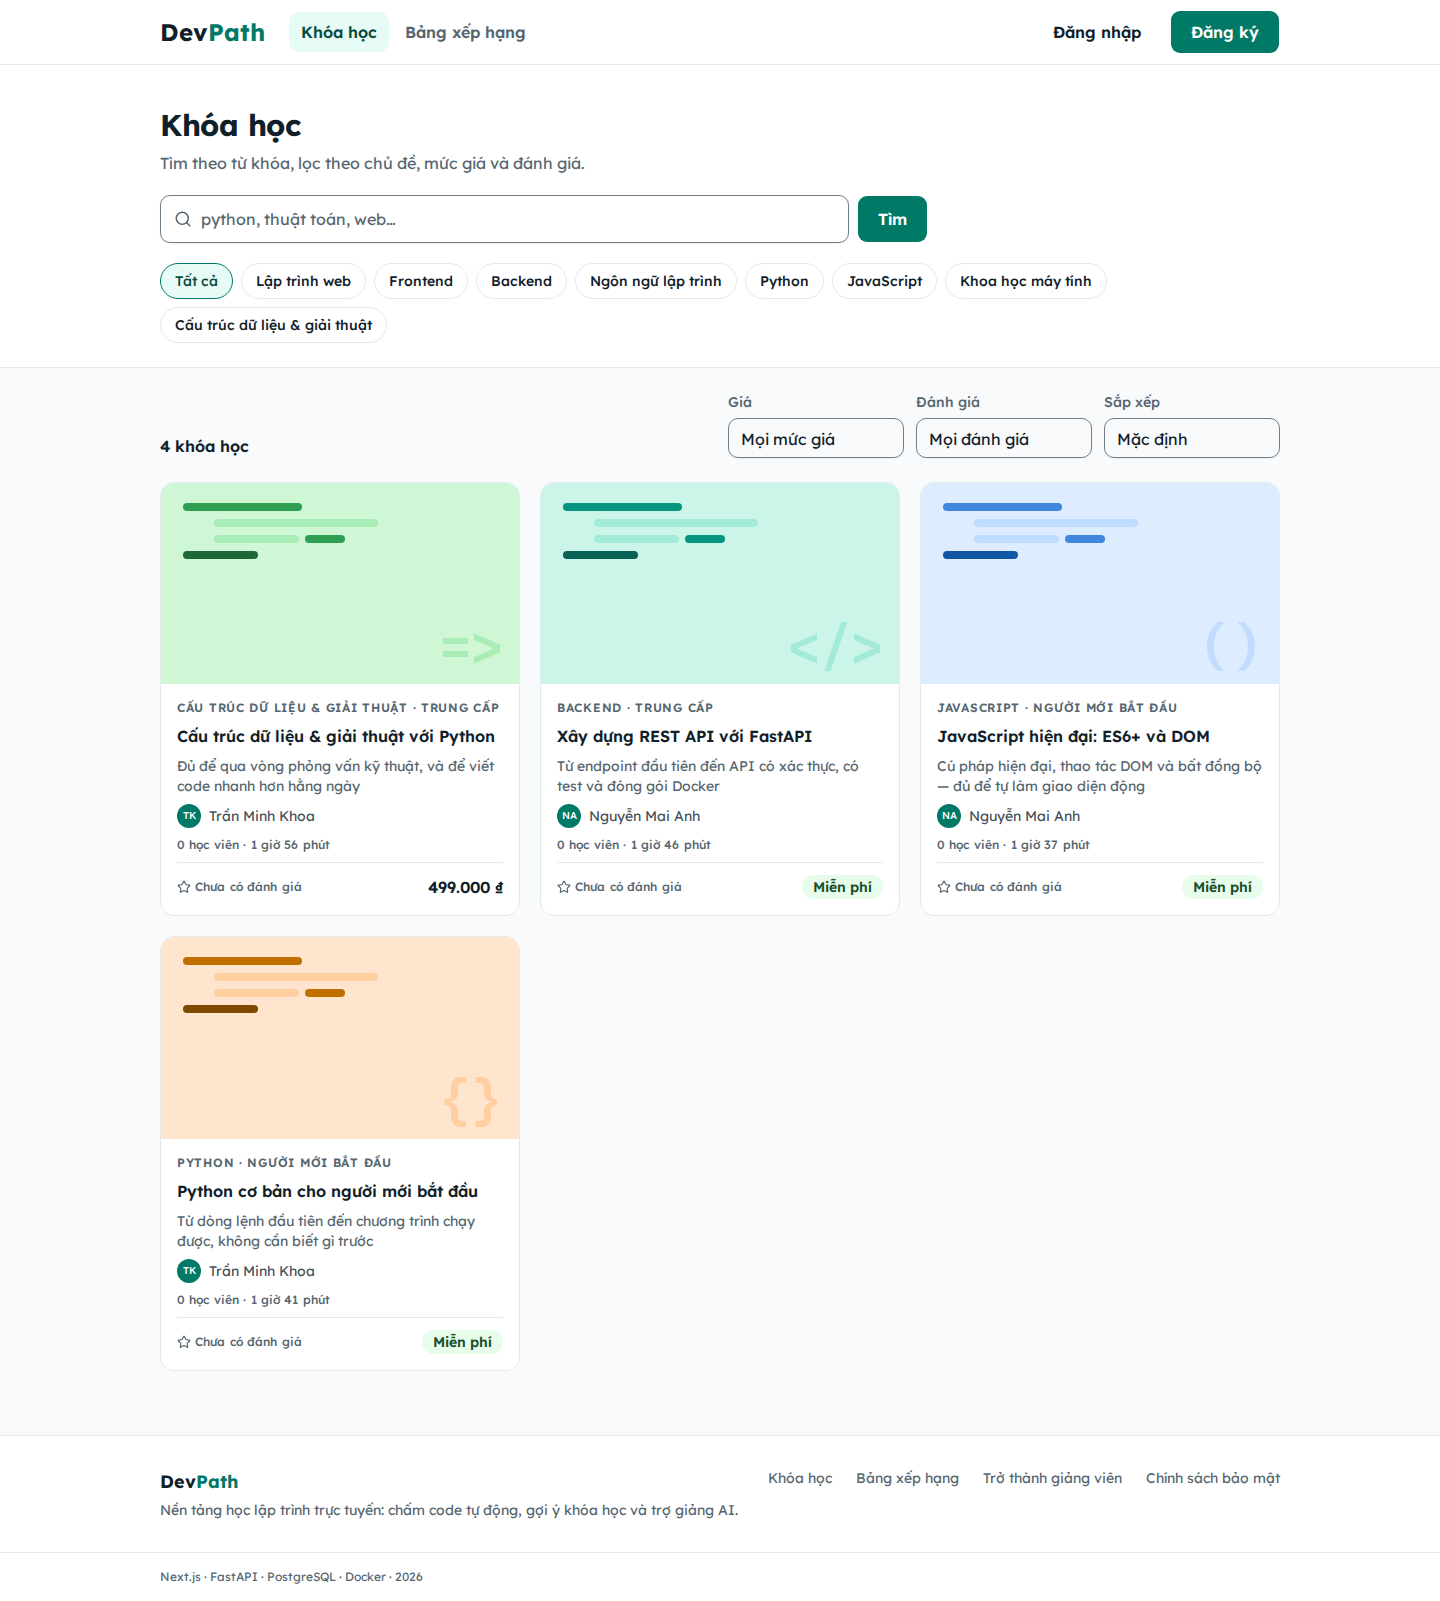 DevPath
Khóa học
Bảng xếp hạng
Đăng nhập
Đăng ký
Khóa học
Tìm theo từ khóa, lọc theo chủ đề, mức giá và đánh giá.
python, thuật toán, web...
Tìm
Tất cả
Lập trình web
Frontend
Backend
Ngôn ngữ lập trình
Python
JavaScript
Khoa học máy tính
Cấu trúc dữ liệu & giải thuật
4 khóa học
Giá
Mọi mức giá
Đánh giá
Mọi đánh giá
Sắp xếp
Mặc định
=>
CẤU TRÚC DỮ LIỆU & GIẢI THUẬT · TRUNG CẤP
Cấu trúc dữ liệu & giải thuật với Python
Đủ để qua vòng phỏng vấn kỹ thuật, và để viết
code nhanh hơn hằng ngày
TK Trần Minh Khoa
0 học viên · 1 giờ 56 phút
Chưa có đánh giá
499.000 ₫
</>
BACKEND · TRUNG CẤP
Xây dựng REST API với FastAPI
Từ endpoint đầu tiên đến API có xác thực, có
test và đóng gói Docker
NA Nguyễn Mai Anh
0 học viên · 1 giờ 46 phút
Chưa có đánh giá
Miễn phí
()
JAVASCRIPT · NGƯỜI MỚI BẮT ĐẦU
JavaScript hiện đại: ES6+ và DOM
Cú pháp hiện đại, thao tác DOM và bất đồng bộ
— đủ để tự làm giao diện động
NA Nguyễn Mai Anh
0 học viên · 1 giờ 37 phút
Chưa có đánh giá
Miễn phí
{}
PYTHON · NGƯỜI MỚI BẮT ĐẦU
Python cơ bản cho người mới bắt đầu
Từ dòng lệnh đầu tiên đến chương trình chạy
được, không cần biết gì trước
TK Trần Minh Khoa
0 học viên · 1 giờ 41 phút
Chưa có đánh giá
Miễn phí
DevPath
Nền tảng học lập trình trực tuyến: chấm code tự động, gợi ý khóa học và trợ giảng AI.
Khóa học
Bảng xếp hạng
Trở thành giảng viên
Chính sách bảo mật
Next.js · FastAPI · PostgreSQL · Docker · 2026